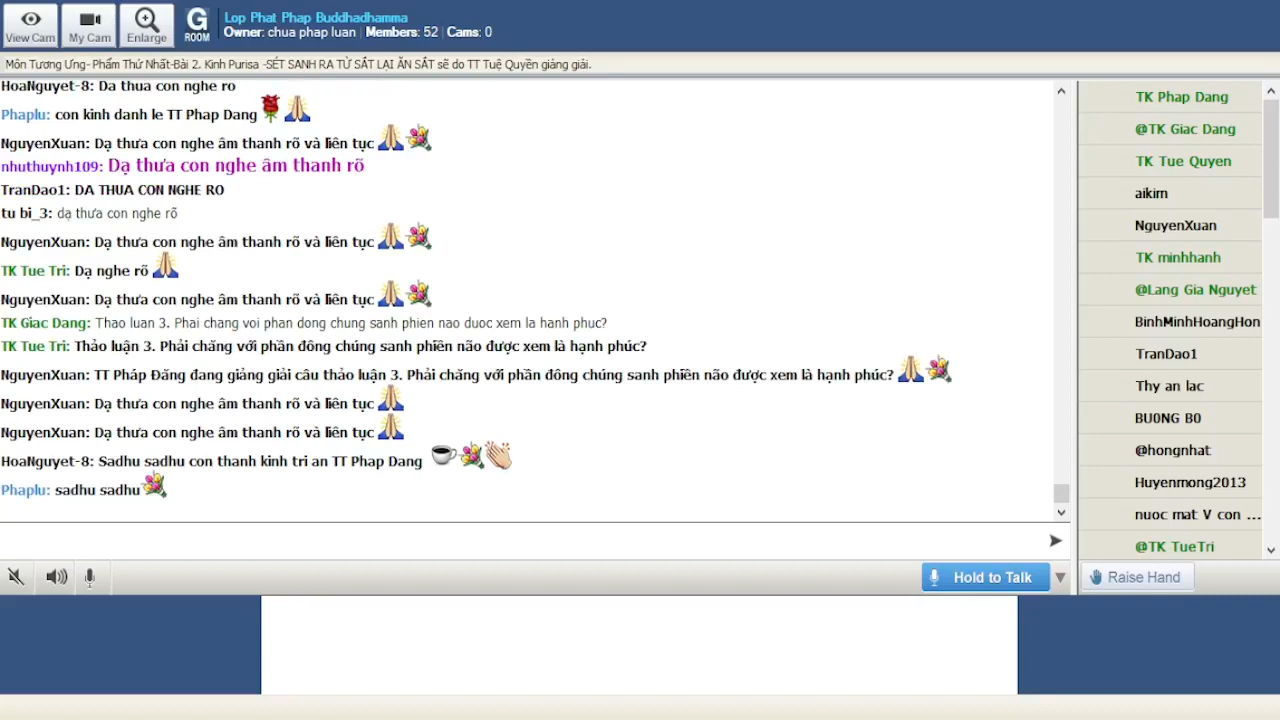 View Cam
My Cam
Enlarge
G
ROOM
Lop Phat Phap Buddhadhamma
Owner: chua phap luan | Members: 52 | Cams: 0
Môn Tương Ưng- Phẩm Thứ Nhất-Bài 2. Kinh Purisa -SÉT SANH RA TỪ SẮT LẠI ĂN SẮT sẽ do TT Tuệ Quyền giảng giải.
HoaNguyet-8: Da thua con nghe ro
Phaplu: con kinh danh le TT Phap Dang
NguyenXuan: Dạ thưa con nghe âm thanh rõ và liên tục
nhuthuynh109: Dạ thưa con nghe âm thanh rõ
TranDao1: DA THUA CON NGHE RO
tu bi_3: dạ thưa con nghe rõ
NguyenXuan: Dạ thưa con nghe âm thanh rõ và liên tục
TK Tue Tri: Dạ nghe rõ
NguyenXuan: Dạ thưa con nghe âm thanh rõ và liên tục
TK Giac Dang: Thao luan 3. Phai chang voi phan dong chung sanh phien nao duoc xem la hanh phuc?
TK Tue Tri: Thảo luận 3. Phải chăng với phần đông chúng sanh phiền não được xem là hạnh phúc?
NguyenXuan: TT Pháp Đăng đang giảng giải câu thảo luận 3. Phải chăng với phần đông chúng sanh phiền não được xem là hạnh phúc?
NguyenXuan: Dạ thưa con nghe âm thanh rõ và liên tục
NguyenXuan: Dạ thưa con nghe âm thanh rõ và liên tục
HoaNguyet-8: Sadhu sadhu con thanh kinh tri an TT Phap Dang
Phaplu: sadhu sadhu
TK Phap Dang
@TK Giac Dang
TK Tue Quyen
aikim
NguyenXuan
TK minhhanh
@Lang Gia Nguyet
BinhMinhHoangHon
TranDao1
Thy an lac
BU0NG B0
@hongnhat
Huyenmong2013
nuoc mat V con ...
@TK TueTri
Hold to Talk
Raise Hand